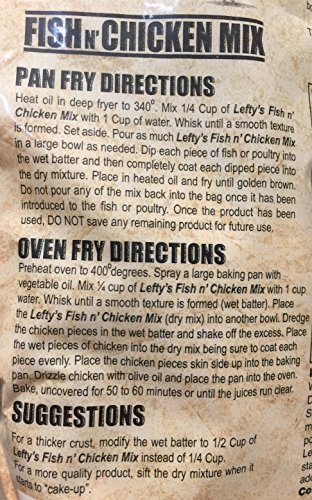 FISH N' CHICKEN MIX
PAN FRY DIRECTIONS
Heat oil in deep fryer to 340⁰. Mix 1/4 Cup of Lefty's Fish n'
Chicken Mix with 1 Cup of water. Whisk until a smooth texture
is formed. Set aside. Pour as much Lefty's Fish n' Chicken Mix
in a large bowl as needed. Dip each piece of fish or poultry into
the wet batter and then completely coat each dipped piece into
the dry mixture. Place in heated oil and fry until golden brown.
Do not pour any of the mix back into the bag once it has been
introduced to the fish or poultry. Once the product has been
used, DO NOT save any remaining product for future use.
OVEN FRY DIRECTIONS
Preheat oven to 400⁰degrees. Spray a large baking pan with
vegetable oil. Mix ¼ cup of Lefty's Fish n' Chicken Mix with 1 cup
water. Whisk until a smooth texture is formed (wet batter). Place
the Lefty's Fish n' Chicken Mix (dry mix) into another bowl. Dredge
the chicken pieces in the wet batter and shake off the excess. Place
the wet pieces of chicken into the dry mix being sure to coat each
piece evenly. Place the chicken pieces skin side up into the baking
pan. Drizzle chicken with olive oil and place the pan into the oven.
Bake, uncovered for 50 to 60 minutes or until the juices run clear.
SUGGESTIONS
For a thicker crust, modify the wet batter to 1/2 Cup of
Lefty's Fish n' Chicken Mix instead of 1/4 Cup.
For a more quality product, sift the dry mixture when it
starts to "cake-up".